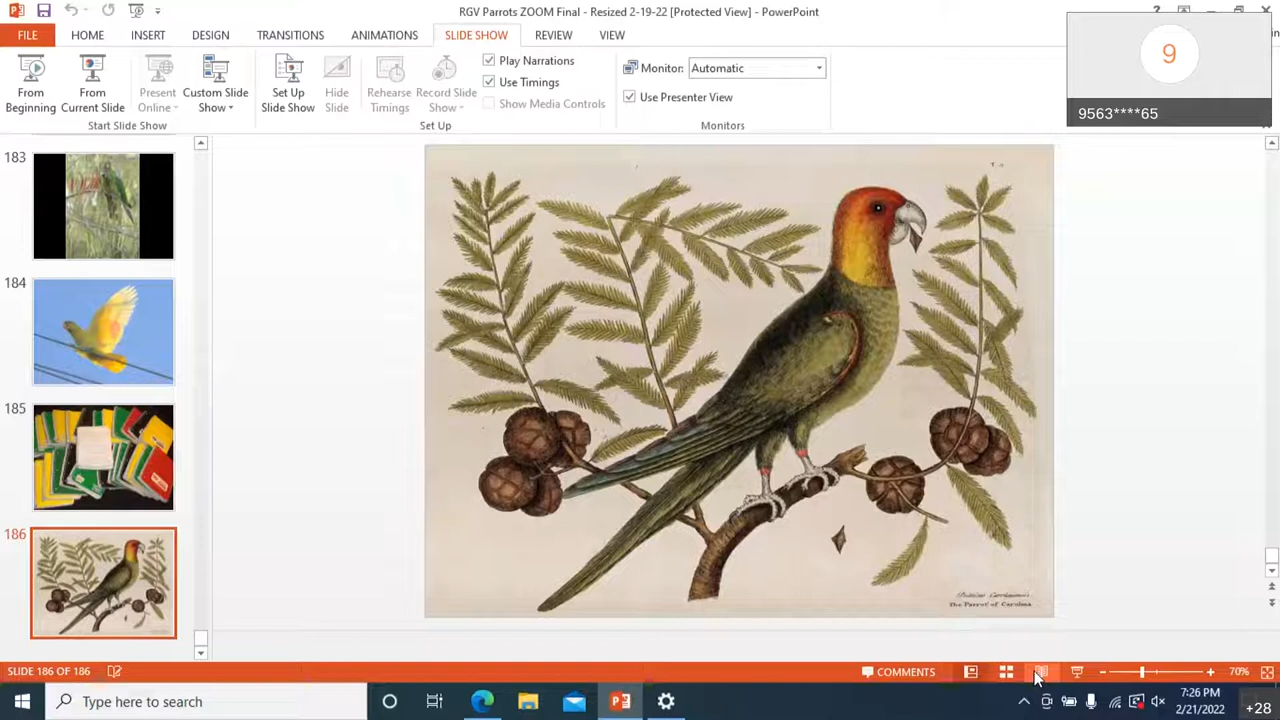 RGV Parrots ZOOM Final - Resized 2-19-22 [Protected View] - PowerPoint
FILE HOME INSERT DESIGN TRANSITIONS ANIMATIONS SLIDE SHOW REVIEW VIEW
From Beginning
From Current Slide
Present Online
Custom Slide Show
Start Slide Show
Set Up Slide Show
Hide Slide
Rehearse Timings
Record Slide Show
Play Narrations
Use Timings
Show Media Controls
Set Up
Monitor: Automatic
Use Presenter View
Monitors
9
9563****65
183
184
185
186
The Parrot of Carolina
SLIDE 186 OF 186
COMMENTS
70%
Type here to search
7:26 PM
2/21/2022
+28